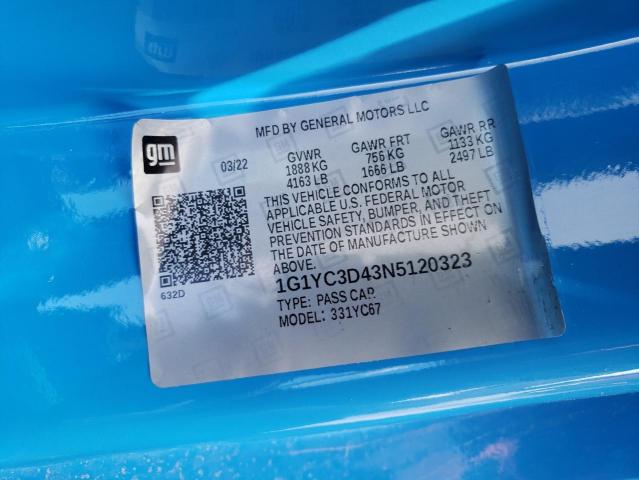 gm
MFD BY GENERAL MOTORS LLC
03/22 GVWR GAWR FRT GAWR RR
1888 KG 756 KG 1133 KG
4163 LB 1666 LB 2497 LB
THIS VEHICLE CONFORMS TO ALL
APPLICABLE U.S. FEDERAL MOTOR
VEHICLE SAFETY, BUMPER, AND THEFT
PREVENTION STANDARDS IN EFFECT ON
THE DATE OF MANUFACTURE SHOWN
ABOVE.
632D
1G1YC3D43N5120323
TYPE: PASS CAR
MODEL: 331YC67